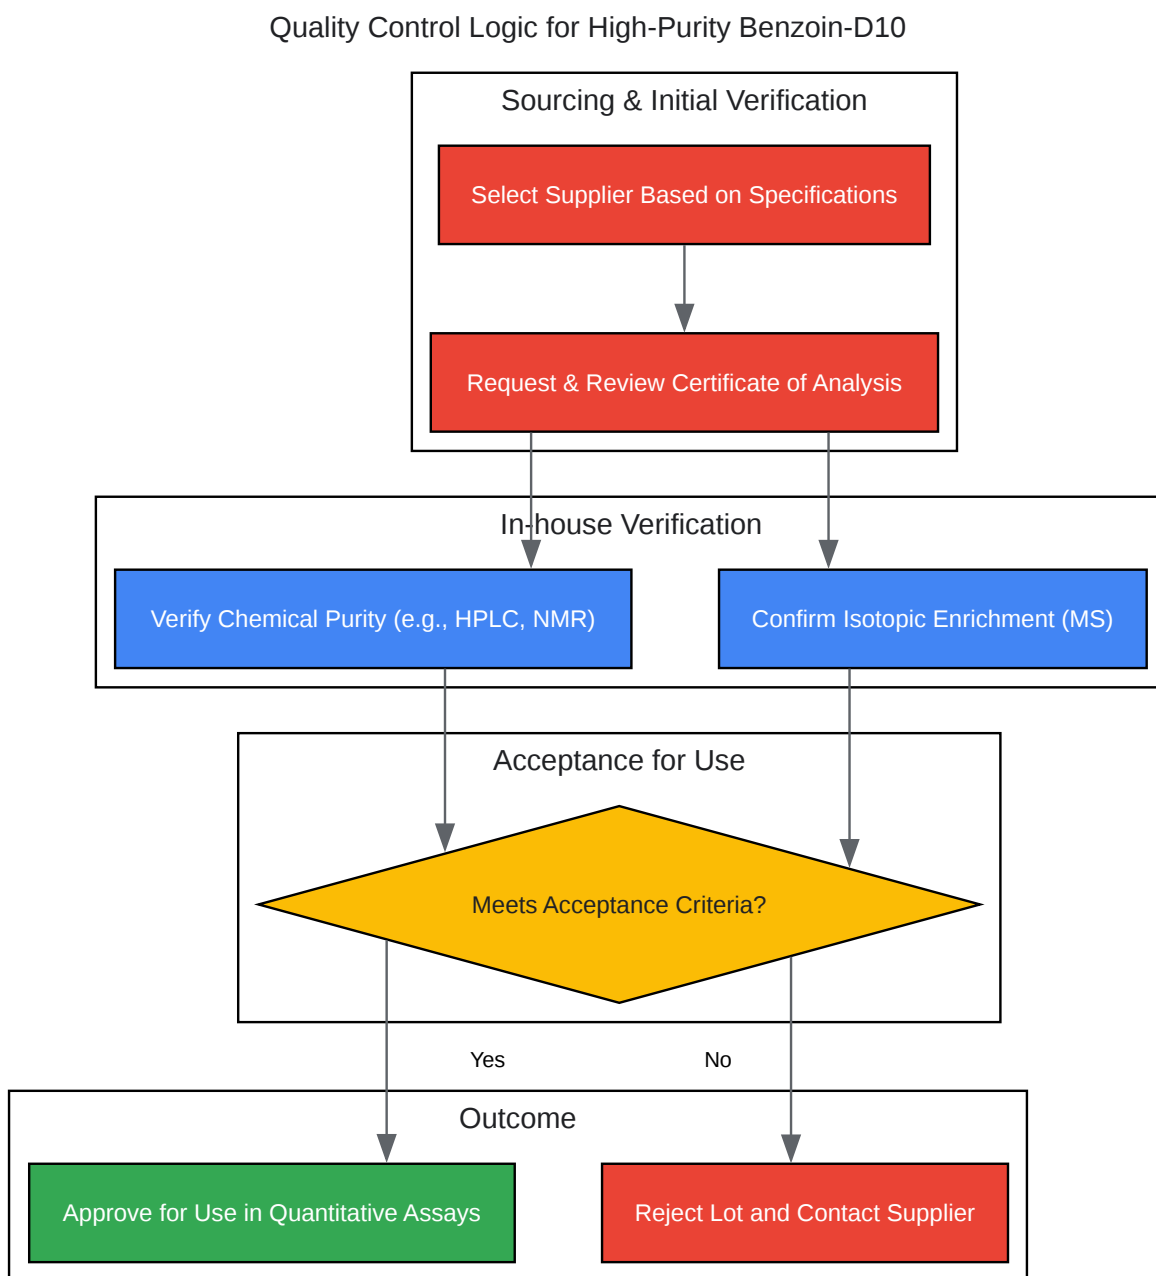 Quality Control Logic for High-Purity Benzoin-D10
Sourcing & Initial Verification
Select Supplier Based on Specifications
Request & Review Certificate of Analysis
In-house Verification
Verify Chemical Purity (e.g., HPLC, NMR)
Confirm Isotopic Enrichment (MS)
Acceptance for Use
Meets Acceptance Criteria?
Yes
No
Outcome
Approve for Use in Quantitative Assays
Reject Lot and Contact Supplier